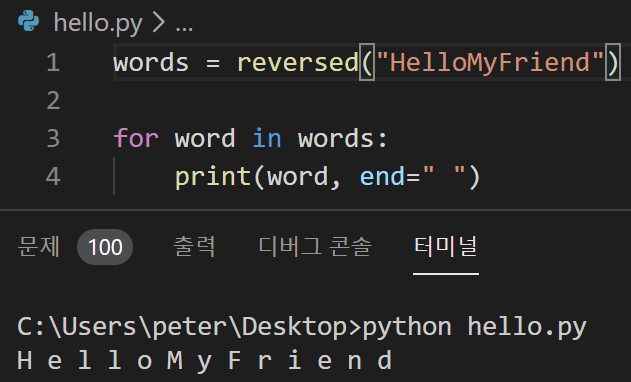 hello.py > ...
1 words = reversed("HelloMyFriend")
2
3 for word in words:
4     print(word, end=" ")
문제 100 출력 디버그 콘솔 터미널
C:\Users\peter\Desktop>python hello.py
H e l l o M y F r i e n d